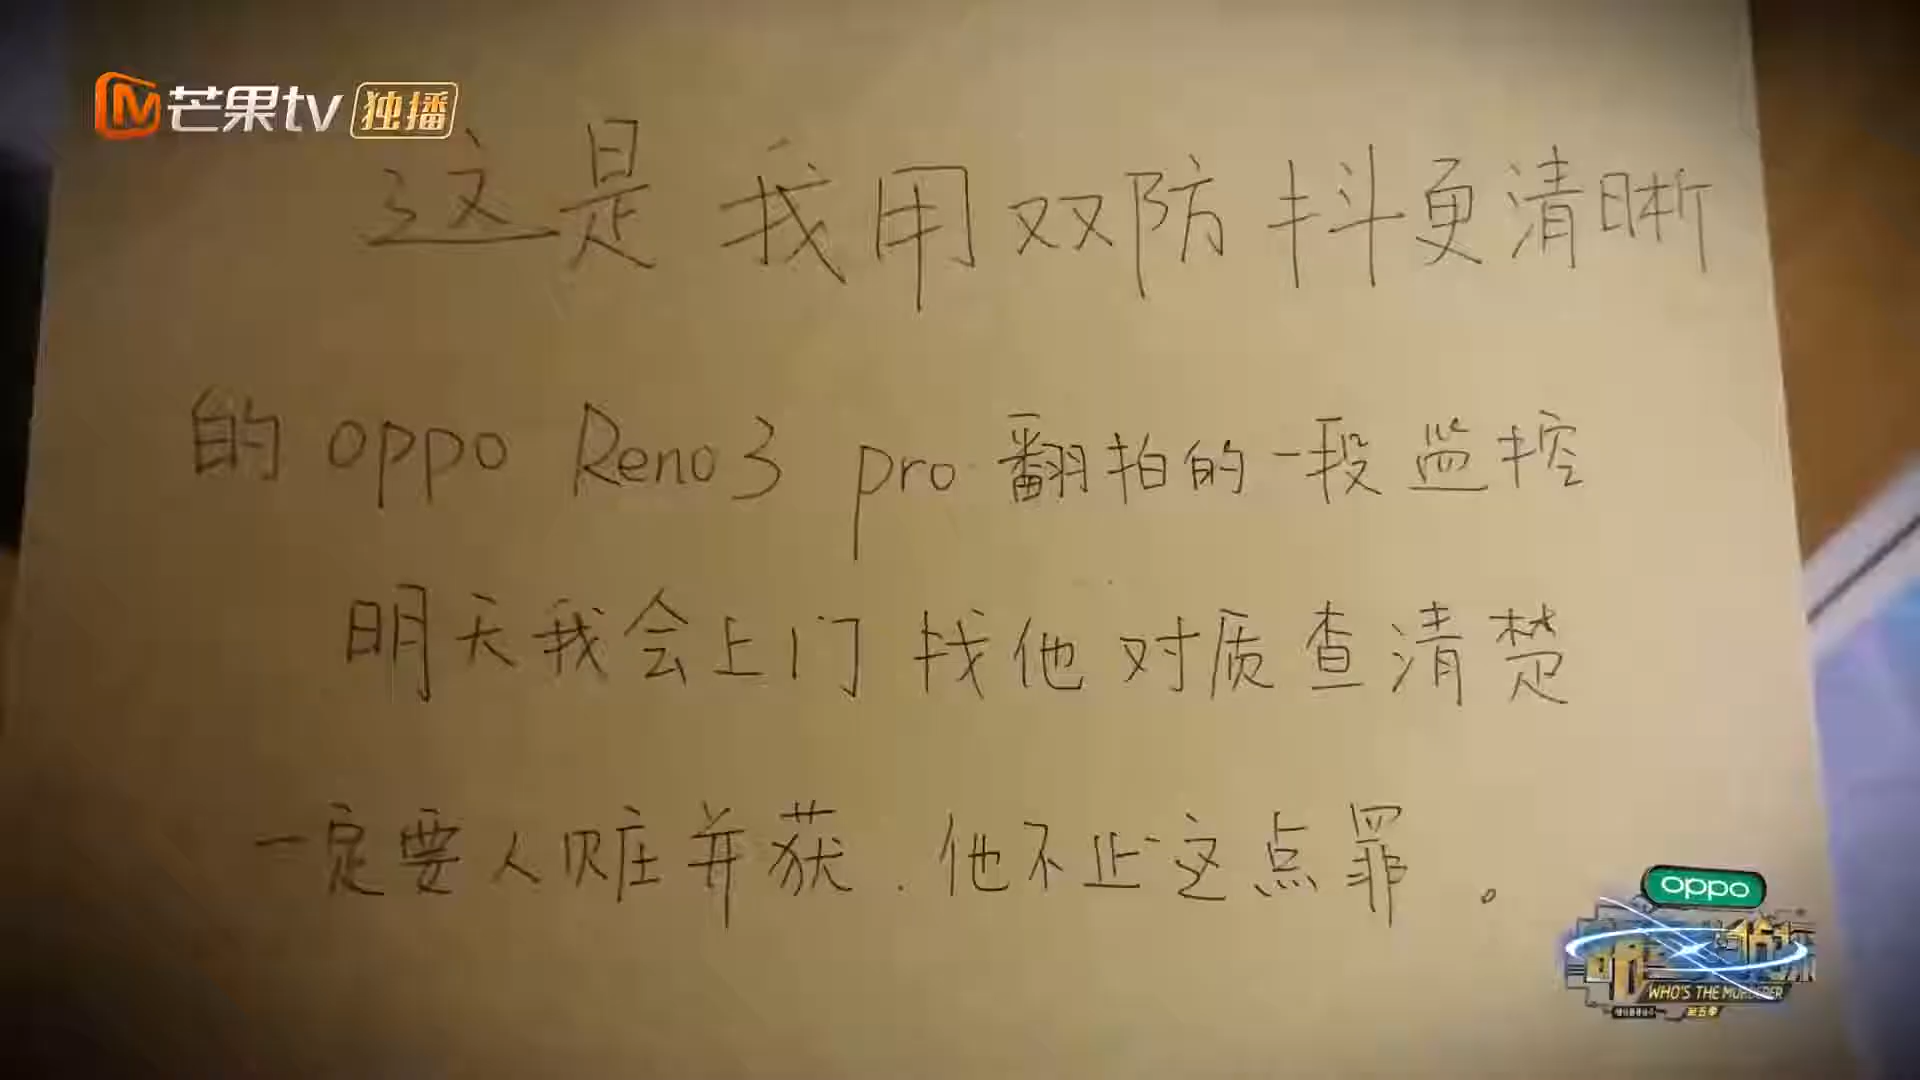 芒果tv 独播
这是我用双防抖更清晰
的 oppo Reno3 pro 翻拍的一段监控
明天我会上门找他对质查清楚
一定要人赃并获.他不止这点罪。
oppo
WHO'S THE MURDERER
第五季